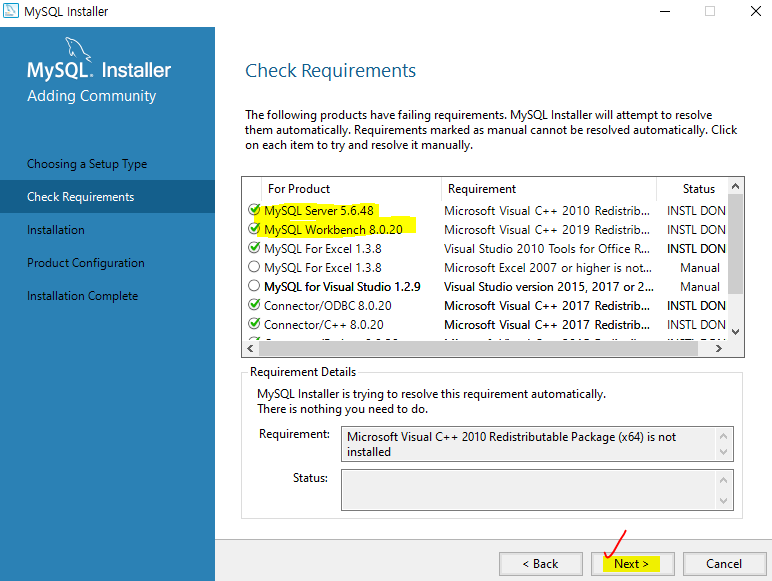 MySQL Installer
MySQL. Installer
Adding Community
Choosing a Setup Type
Check Requirements
Installation
Product Configuration
Installation Complete
Check Requirements
The following products have failing requirements. MySQL Installer will attempt to resolve
them automatically. Requirements marked as manual cannot be resolved automatically. Click
on each item to try and resolve it manually.
For Product Requirement Status
MySQL Server 5.6.48 Microsoft Visual C++ 2010 Redistrib... INSTL DON
MySQL Workbench 8.0.20 Microsoft Visual C++ 2019 Redistrib... INSTL DON
MySQL For Excel 1.3.8 Visual Studio 2010 Tools for Office R... INSTL DON
MySQL For Excel 1.3.8 Microsoft Excel 2007 or higher is not... Manual
MySQL for Visual Studio 1.2.9 Visual Studio version 2015, 2017 or 2... Manual
Connector/ODBC 8.0.20 Microsoft Visual C++ 2017 Redistrib... INSTL DON
Connector/C++ 8.0.20 Microsoft Visual C++ 2017 Redistrib... INSTL DON
Requirement Details
MySQL Installer is trying to resolve this requirement automatically.
There is nothing you need to do.
Requirement: Microsoft Visual C++ 2010 Redistributable Package (x64) is not
installed
Status:
< Back Next > Cancel